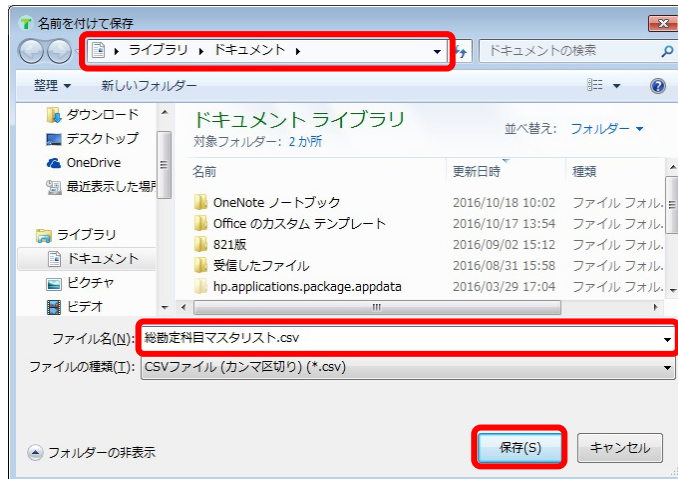 名前を付けて保存
ライブラリ ドキュメント ドキュメントの検索
整理 新しいフォルダー
ダウンロード
デスクトップ
OneDrive
最近表示した場所
ライブラリ
ドキュメント
ピクチャ
ビデオ
ドキュメント ライブラリ
対象フォルダー: 2 か所
並べ替え: フォルダー
名前 更新日時 種類
OneNote ノートブック 2016/10/18 10:02 ファイル フォル.
Office のカスタム テンプレート 2016/10/17 13:54 ファイル フォル.
821版 2016/09/02 15:12 ファイル フォル.
受信したファイル 2016/08/31 15:58 ファイル フォル.
hp.applications.package.appdata 2016/03/29 17:04 ファイル フォル.
ファイル名(N): 総勘定科目マスタリスト.csv
ファイルの種類(T): CSVファイル (カンマ区切り) (*.csv)
フォルダーの非表示 保存(S) キャンセル